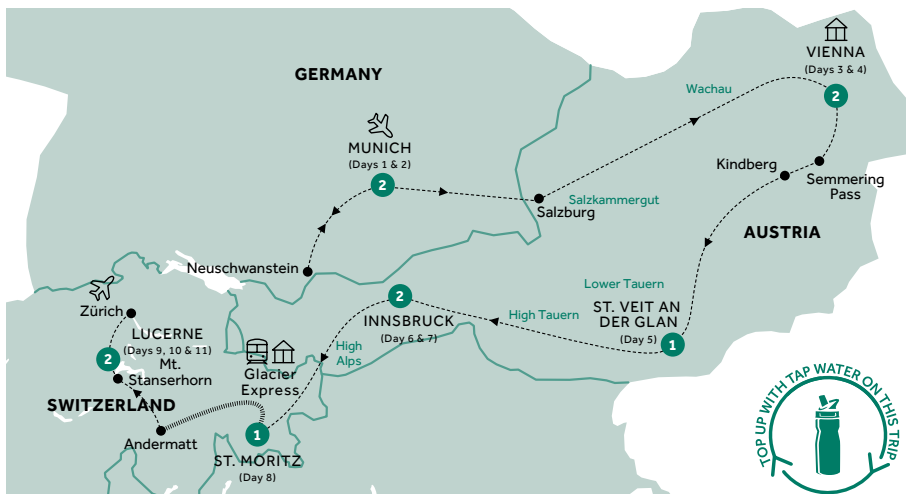 GERMANY
VIENNA
(Days 3 & 4)
2
Wachau
MUNICH
(Days 1 & 2)
2
Kindberg
Semmering
Pass
Salzkammergut
Salzburg
AUSTRIA
Neuschwanstein
Lower Tauern
Zürich
2
INNSBRUCK
(Day 6 & 7)
High Tauern
ST. VEIT AN
DER GLAN
(Day 5)
1
LUCERNE
(Days 9, 10 & 11)
2
Mt.
Stanserhorn
High
Alps
Glacier
Express
SWITZERLAND
Andermatt
1
ST. MORITZ
(Day 8)
TOP UP WITH TAP WATER ON THIS TRIP